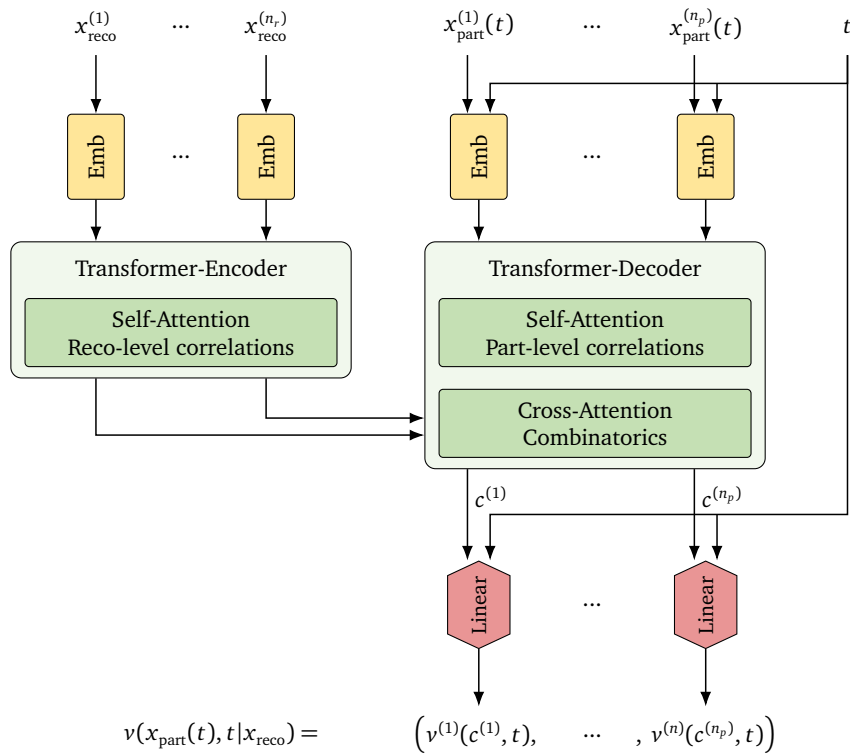 x_reco^(1) ... x_reco^(n_r) x_part^(1)(t) ... x_part^(n_p)(t) t
Emb ... Emb Emb ... Emb
Transformer-Encoder
Self-Attention
Reco-level correlations
Transformer-Decoder
Self-Attention
Part-level correlations
Cross-Attention
Combinatorics
c^(1) c^(n_p)
Linear ... Linear
v(x_part(t), t|x_reco) = (v^(1)(c^(1), t), ... , v^(n)(c^(n_p), t))